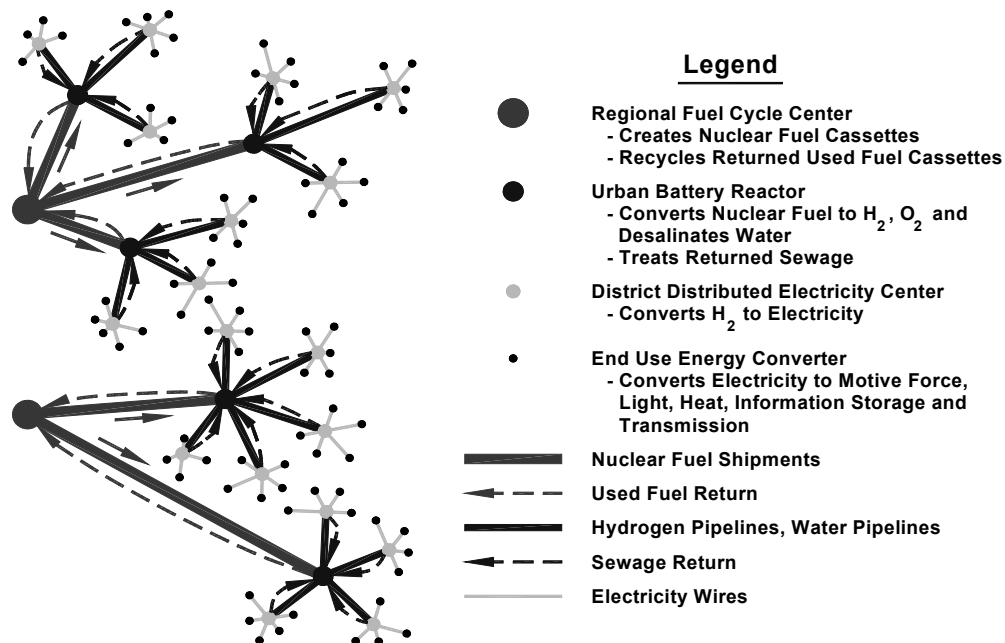 Legend
Regional Fuel Cycle Center
- Creates Nuclear Fuel Cassettes
- Recycles Returned Used Fuel Cassettes
Urban Battery Reactor
- Converts Nuclear Fuel to H2, O2 and
Desalinates Water
- Treats Returned Sewage
District Distributed Electricity Center
- Converts H2 to Electricity
End Use Energy Converter
- Converts Electricity to Motive Force,
Light, Heat, Information Storage and
Transmission
Nuclear Fuel Shipments
Used Fuel Return
Hydrogen Pipelines, Water Pipelines
Sewage Return
Electricity Wires